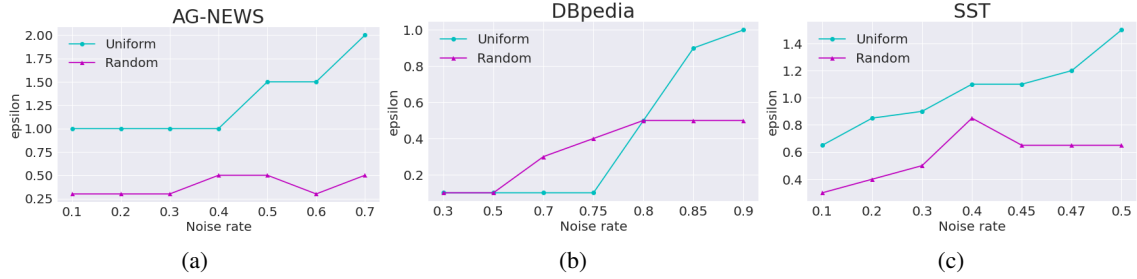 AG-NEWS
2.00
1.75
1.50
1.25
1.00
0.75
0.50
0.25
epsilon
Uniform
Random
0.1 0.2 0.3 0.4 0.5 0.6 0.7
Noise rate
(a)
DBpedia
1.0
0.8
0.6
0.4
0.2
epsilon
Uniform
Random
0.3 0.5 0.7 0.75 0.8 0.85 0.9
Noise rate
(b)
SST
1.4
1.2
1.0
0.8
0.6
0.4
epsilon
Uniform
Random
0.1 0.2 0.3 0.4 0.45 0.47 0.5
Noise rate
(c)